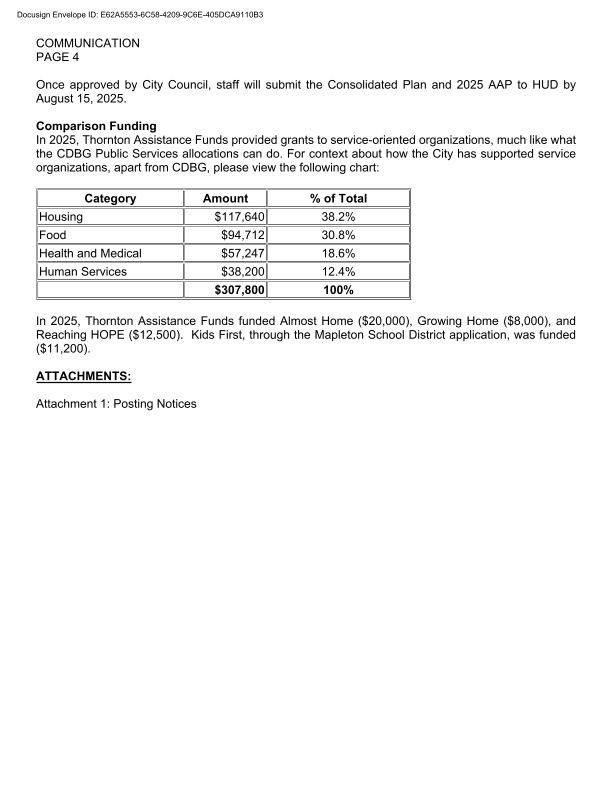 Docusign Envelope ID: E62A5553-6C58-4209-9C6E-405DCA9110B3
COMMUNICATION
PAGE 4
Once approved by City Council, staff will submit the Consolidated Plan and 2025 AAP to HUD by
August 15, 2025.
Comparison Funding
In 2025, Thornton Assistance Funds provided grants to service-oriented organizations, much like what
the CDBG Public Services allocations can do. For context about how the City has supported service
organizations, apart from CDBG, please view the following chart:
Category Amount % of Total
Housing $117,640 38.2%
Food $94,712 30.8%
Health and Medical $57,247 18.6%
Human Services $38,200 12.4%
$307,800 100%
In 2025, Thornton Assistance Funds funded Almost Home ($20,000), Growing Home ($8,000), and
Reaching HOPE ($12,500). Kids First, through the Mapleton School District application, was funded
($11,200).
ATTACHMENTS:
Attachment 1: Posting Notices